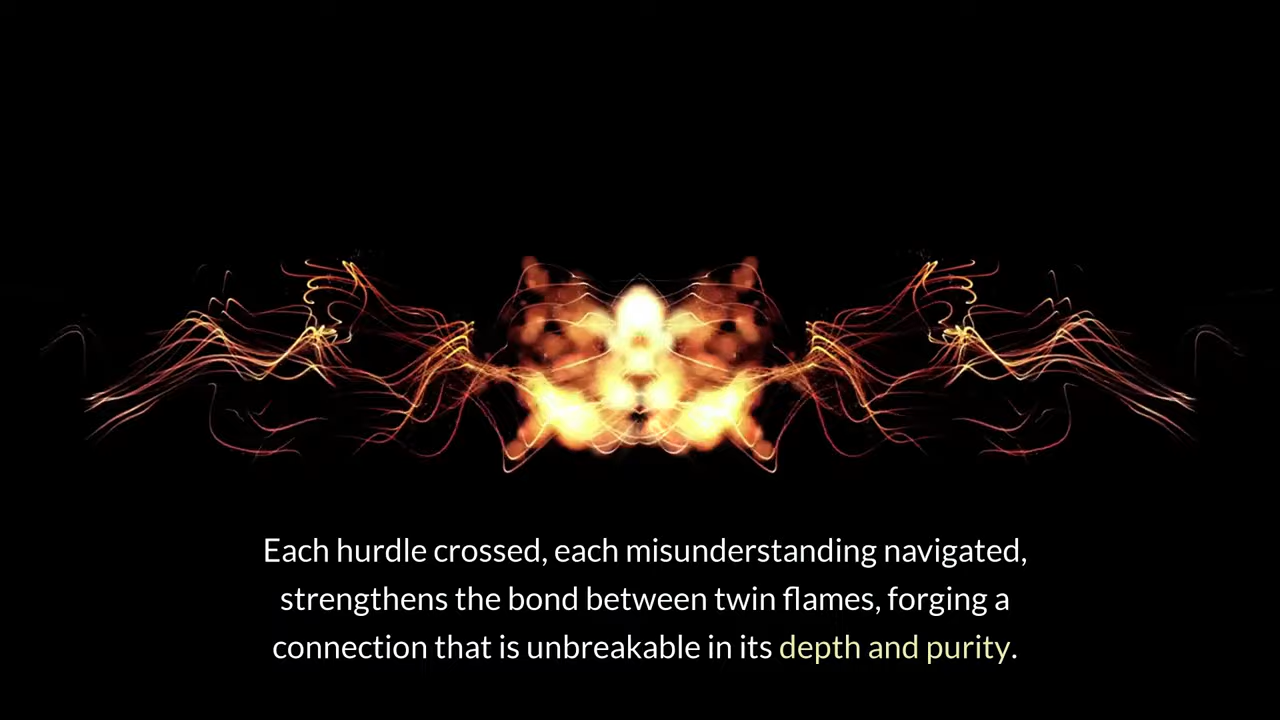 Each hurdle crossed, each misunderstanding navigated,
strengthens the bond between twin flames, forging a
connection that is unbreakable in its depth and purity.